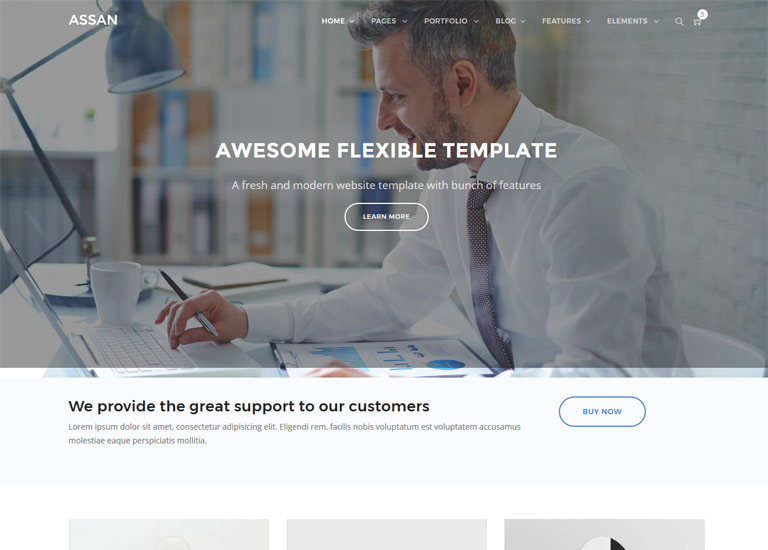 ASSAN
HOME PAGES PORTFOLIO BLOG FEATURES ELEMENTS
AWESOME FLEXIBLE TEMPLATE
A fresh and modern website template with bunch of features
LEARN MORE
We provide the great support to our customers
Lorem ipsum dolor sit amet, consectetur adipisicing elit. Eligendi rem, facilis nobis voluptatum est voluptatem accusamus
molestiae eaque perspiciatis mollitia.
BUY NOW